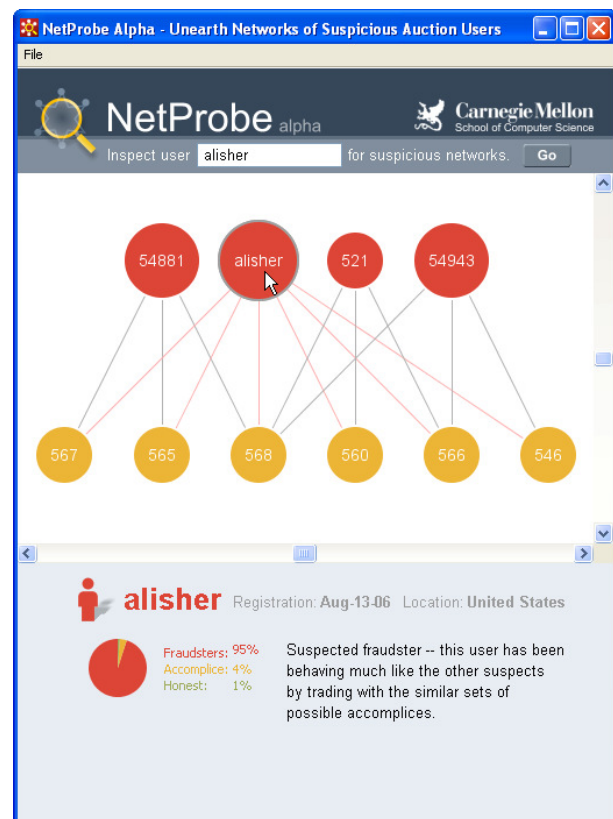 NetProbe Alpha - Unearth Networks of Suspicious Auction Users
File
NetProbe alpha
Carnegie Mellon
School of Computer Science
Inspect user alisher for suspicious networks. Go
54881 alisher 521 54943
567 565 568 560 566 546
alisher Registration: Aug-13-06 Location: United States
Fraudsters: 95%
Accomplice: 4%
Honest: 1%
Suspected fraudster -- this user has been
behaving much like the other suspects
by trading with the similar sets of
possible accomplices.